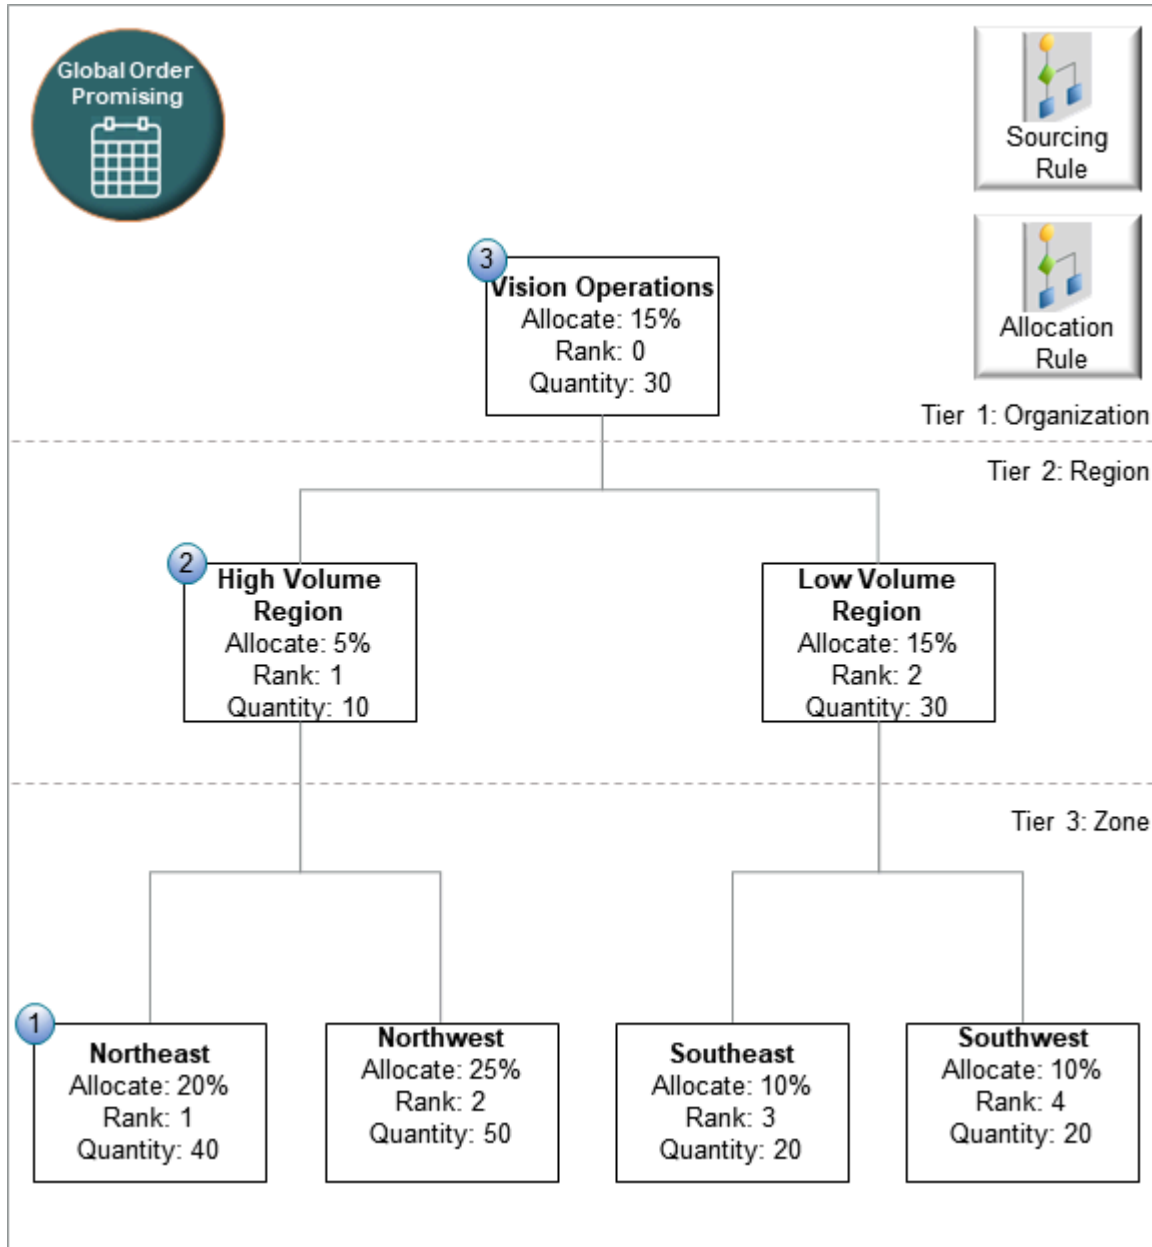 Global Order
Promising
Sourcing
Rule
Allocation
Rule
3
Vision Operations
Allocate: 15%
Rank: 0
Quantity: 30
Tier 1: Organization
Tier 2: Region
2
High Volume
Region
Allocate: 5%
Rank: 1
Quantity: 10
Low Volume
Region
Allocate: 15%
Rank: 2
Quantity: 30
Tier 3: Zone
1
Northeast
Allocate: 20%
Rank: 1
Quantity: 40
Northwest
Allocate: 25%
Rank: 2
Quantity: 50
Southeast
Allocate: 10%
Rank: 3
Quantity: 20
Southwest
Allocate: 10%
Rank: 4
Quantity: 20